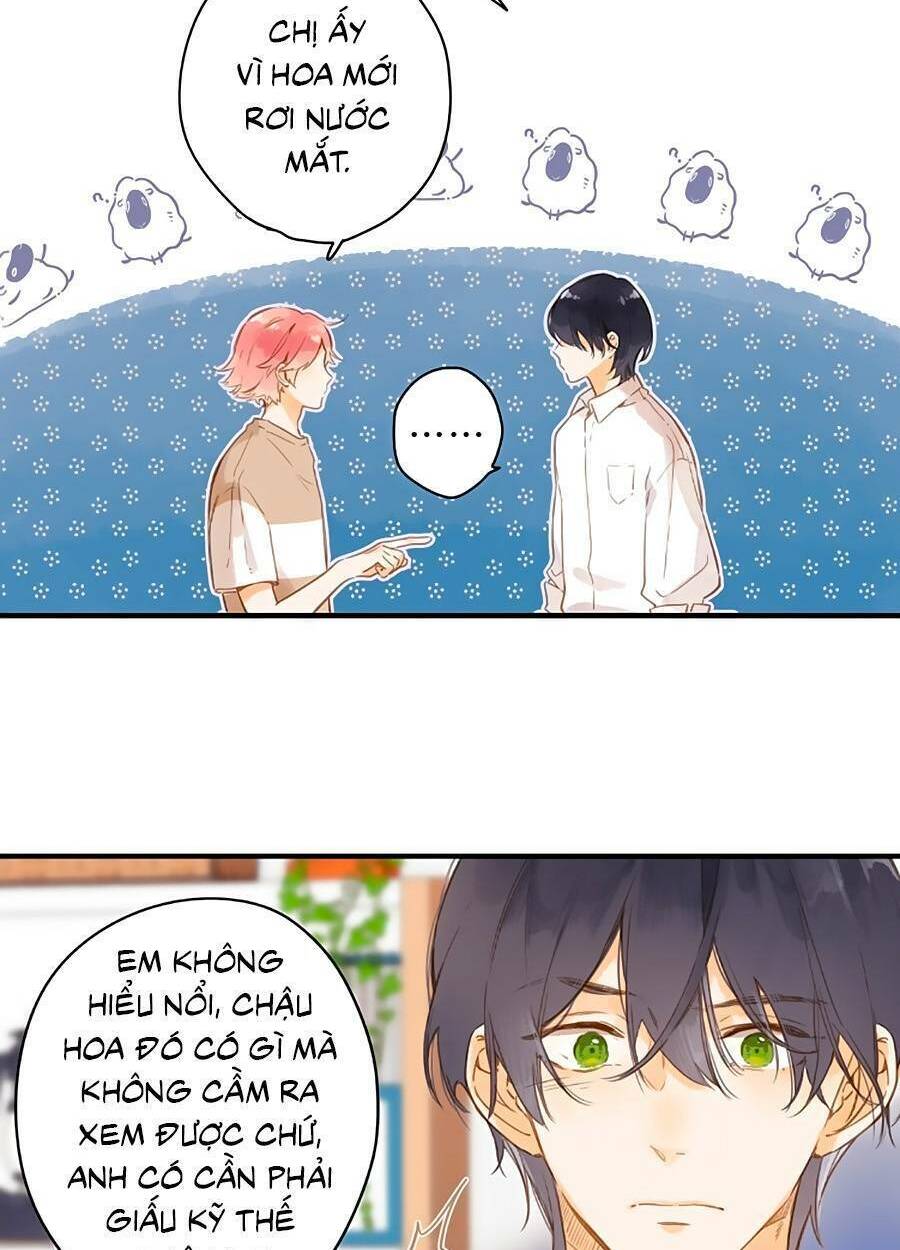 CHỊ ẤY
VÌ HOA MỚI
RƠI NƯỚC
MẮT.
......
EM KHÔNG
HIỂU NỔI, CHẬU
HOA ĐÓ CÓ GÌ MÀ
KHÔNG CẦM RA
XEM ĐƯỢC CHỨ,
ANH CÓ CẦN PHẢI
GIẤU KỸ THẾ